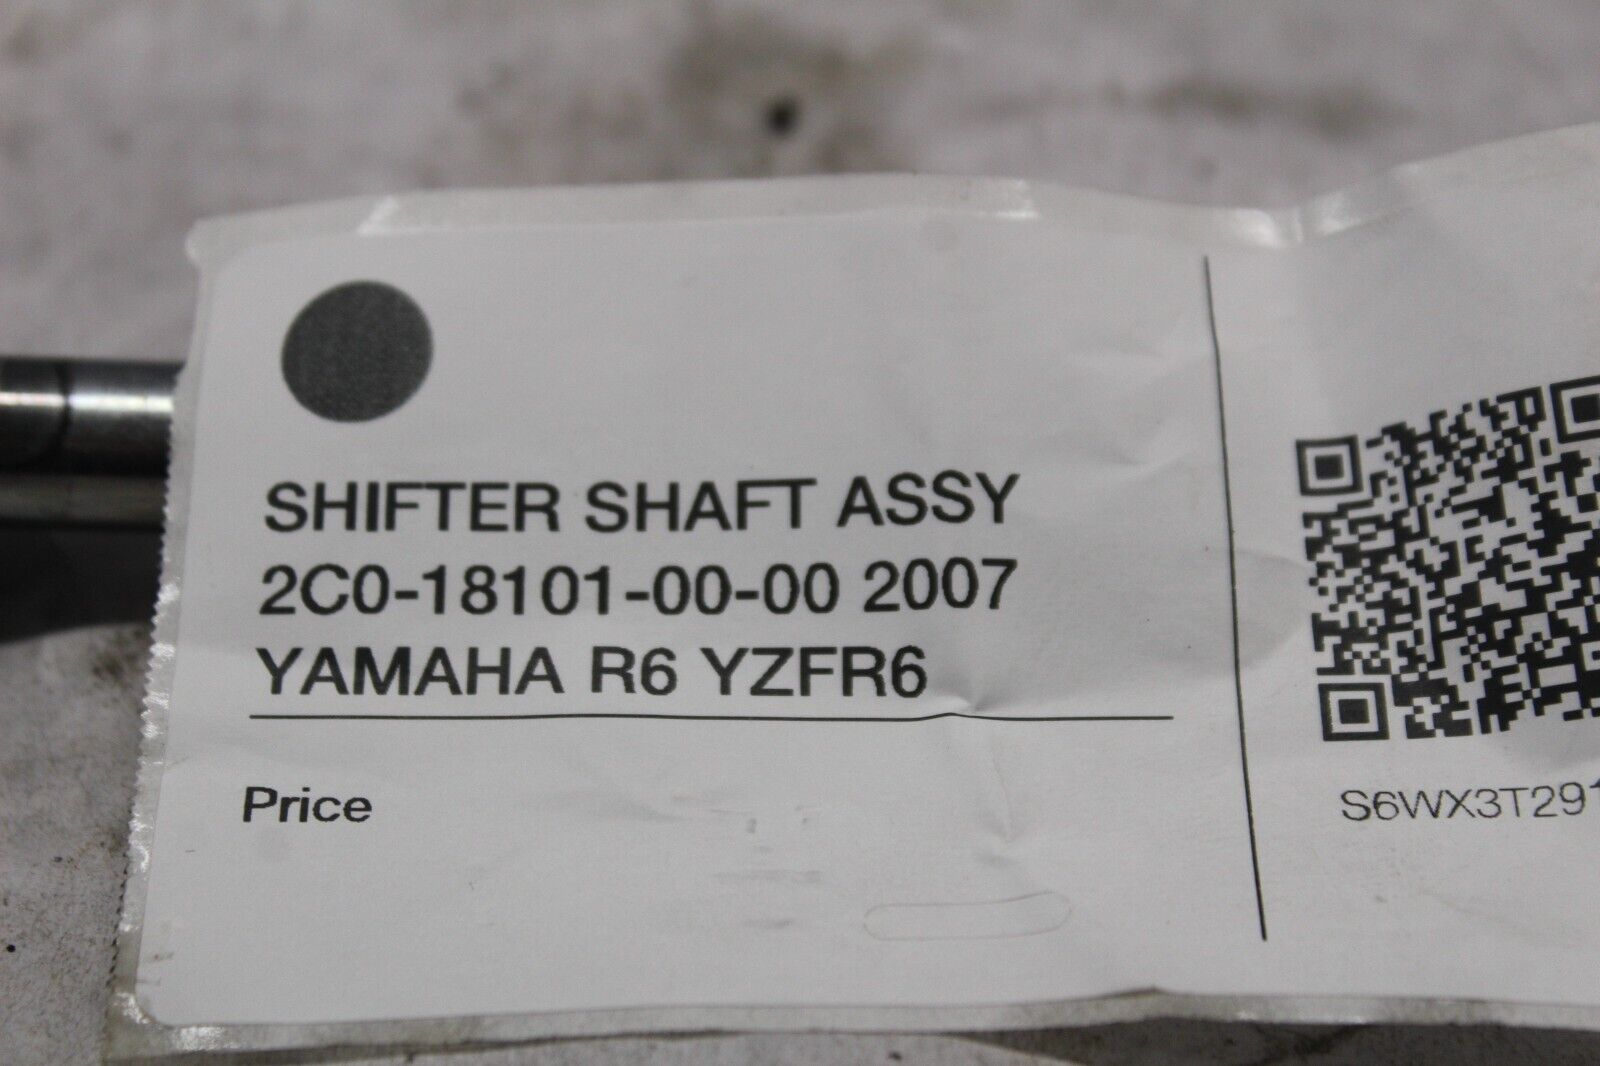 SHIFTER SHAFT ASSY
2C0-18101-00-00 2007
YAMAHA R6 YZFR6
Price
S6WX3T29